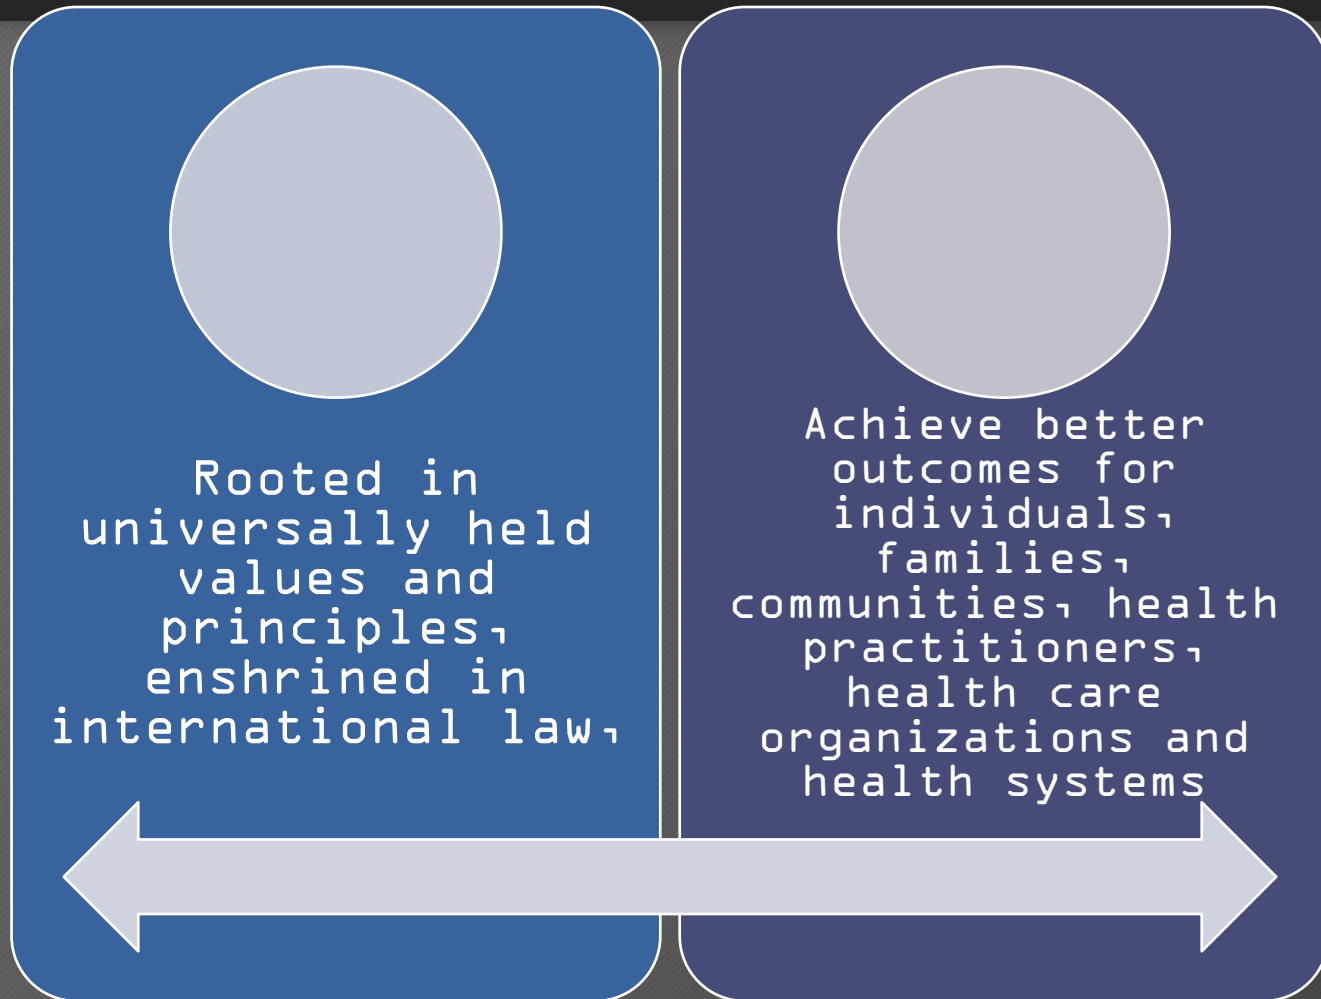 Rooted in
universally held
values and
principles,
enshrined in
international law,
Achieve better
outcomes for
individuals,
families,
communities, health
practitioners,
health care
organizations and
health systems